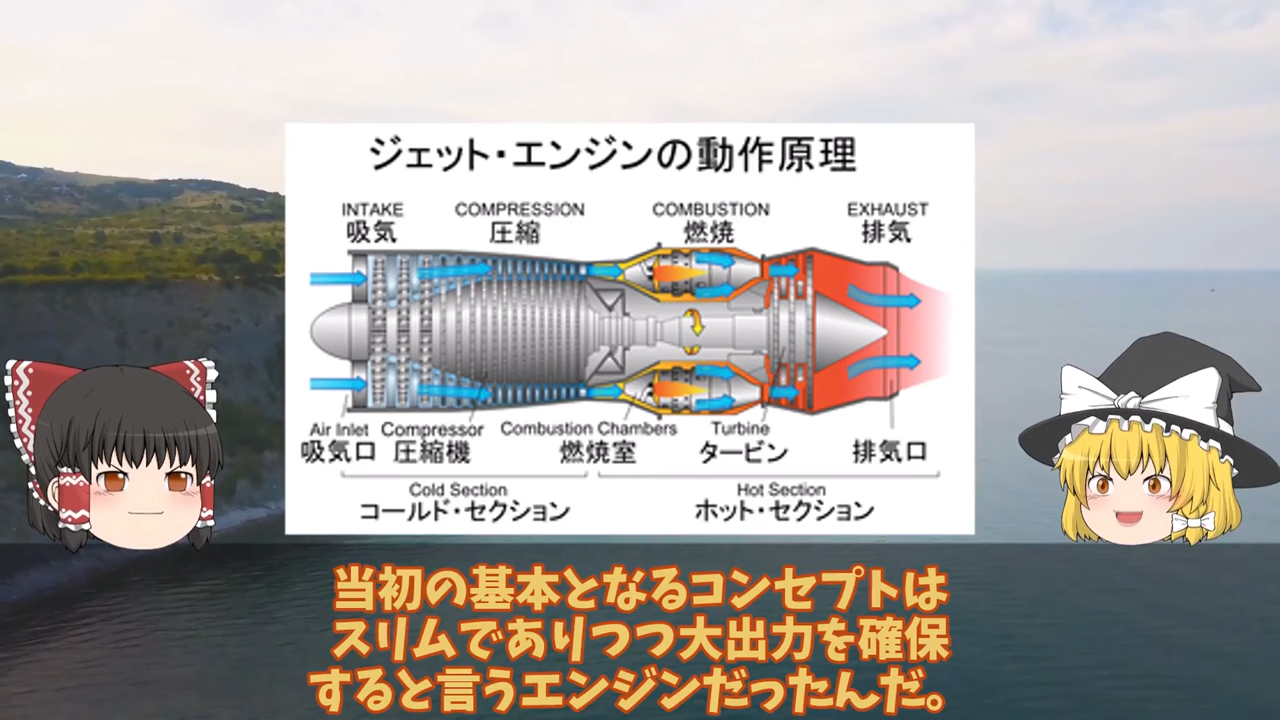 ジェット・エンジンの動作原理
INTAKE COMPRESSION COMBUSTION EXHAUST
吸気 圧縮 燃焼 排気
Air Inlet Compressor Combustion Chambers Turbine
吸気口 圧縮機 燃焼室 タービン 排気口
Cold Section Hot Section
コールド・セクション ホット・セクション
当初の基本となるコンセプトは
スリムでありつつ大出力を確保
すると言うエンジンだったんだ。